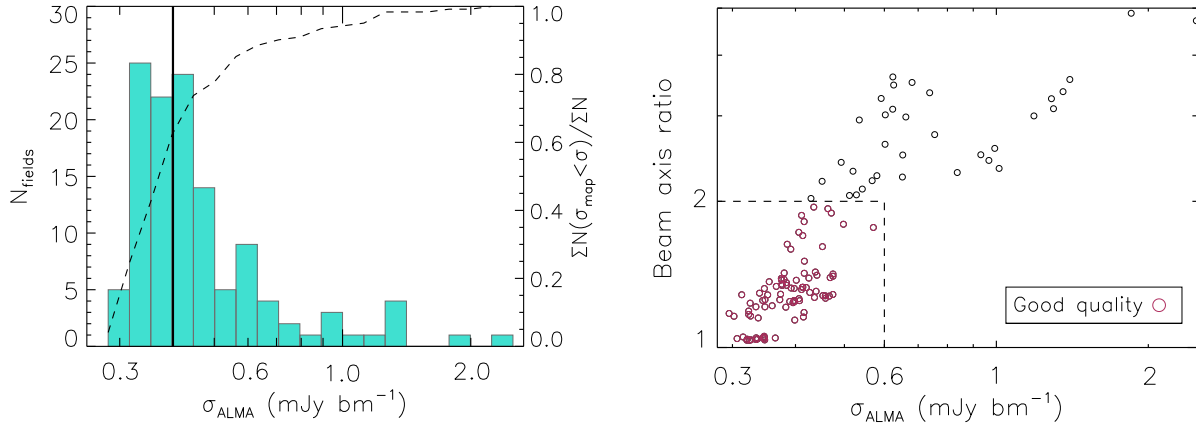 30
25
20
15
10
5
0
N_fields
1.0
0.8
0.6
0.4
0.2
0.0
ΣN(σ_map<σ)/ΣN
0.3 0.6 1.0 2.0
σ_ALMA (mJy bm⁻¹)
Beam axis ratio
2
1
Good quality
0.3 0.6 1 2
σ_ALMA (mJy bm⁻¹)